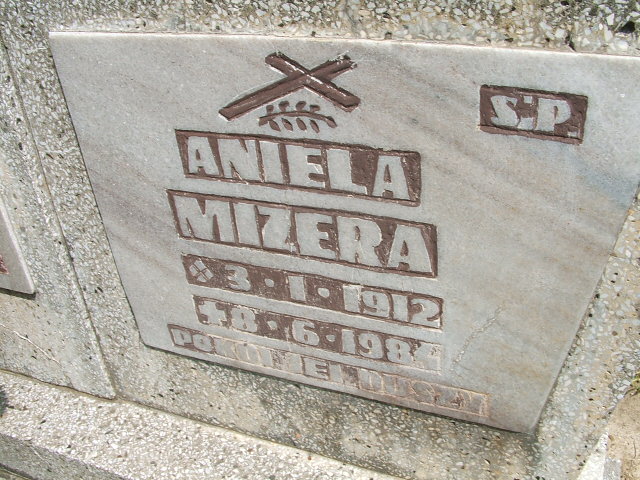 Ś.P.
ANIELA
MIZERA
3·1·1912
8·6·1984
POKÓJ JEJ DUSZY